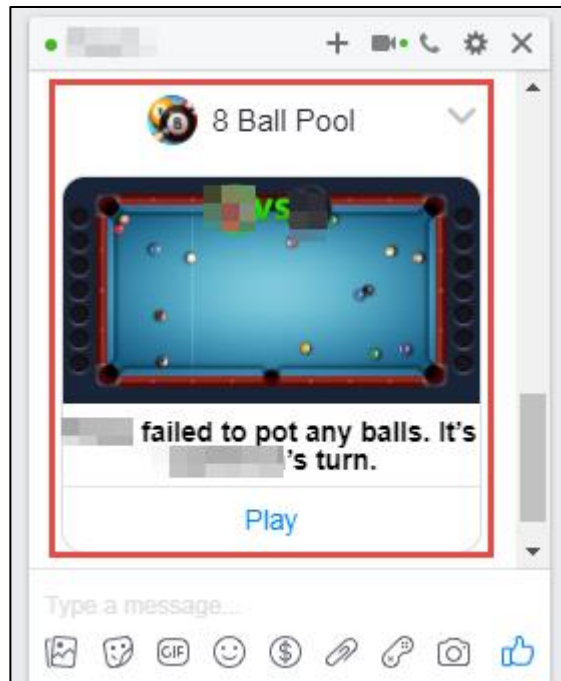 8 Ball Pool
vs
failed to pot any balls. It's
's turn.
Play
Type a message...
GIF
$